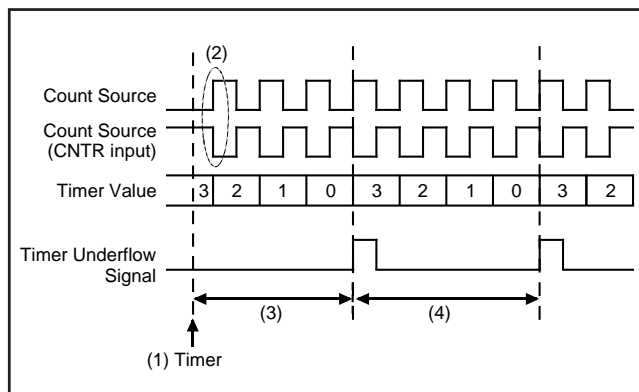 (2)
Count Source
Count Source
(CNTR input)
Timer Value 3 2 1 0 3 2 1 0 3 2
Timer Underflow
Signal
(3) (4)
(1) Timer